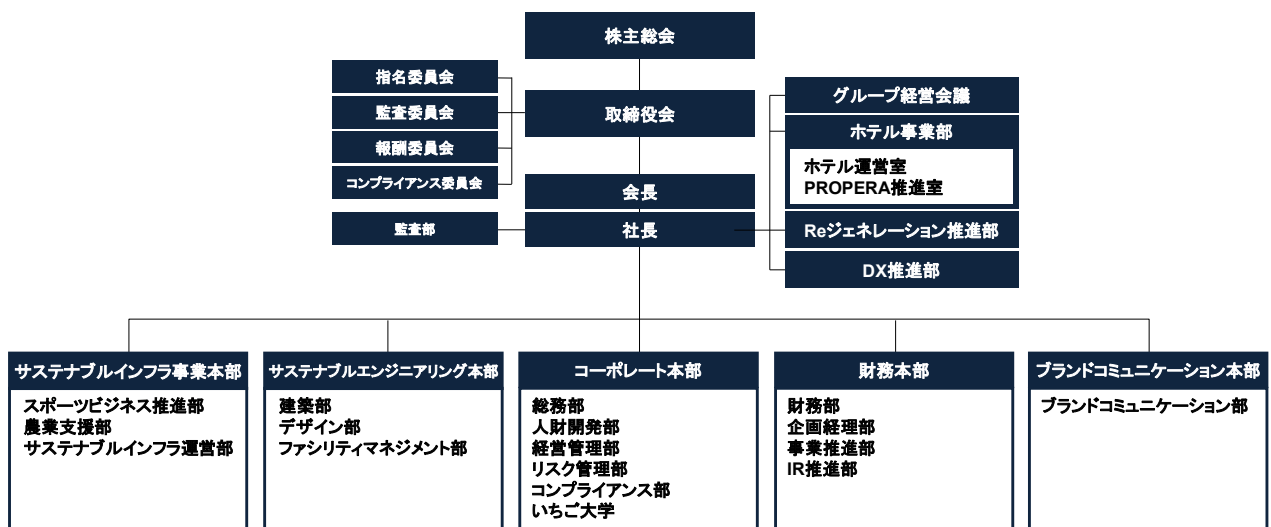 株主総会
指名委員会
監査委員会
報酬委員会
コンプライアンス委員会
取締役会
会長
監査部
社長
グループ経営会議
ホテル事業部
ホテル運営室
PROPERA推進室
Reジェネレーション推進部
DX推進部
サステナブルインフラ事業本部
スポーツビジネス推進部
農業支援部
サステナブルインフラ運営部
サステナブルエンジニアリング本部
建築部
デザイン部
ファシリティマネジメント部
コーポレート本部
総務部
人財開発部
経営管理部
リスク管理部
コンプライアンス部
いちご大学
財務本部
財務部
企画経理部
事業推進部
IR推進部
ブランドコミュニケーション本部
ブランドコミュニケーション部